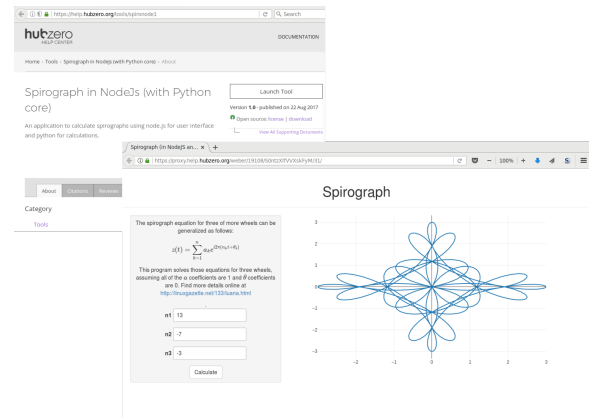 https://help.hubzero.org/tools/spironode1
Search
hubzero
HELP CENTER
DOCUMENTATION
Home › Tools › Spirograph in NodeJs (with Python core) › About
Spirograph in NodeJs (with Python
core)
Launch Tool
Version 1.0 - published on 22 Aug 2017
Open source: license | download
View All Supporting Documents
An application to calculate spirographs using node.js for user interface
and python for calculations.
Spirograph (in NodeJS an... × +
https://proxy.hub.hubzero.org/weber/19108/
Search
100%
About Citations Reviews
Category
Tools
Spirograph
The spirograph equation for three of more wheels can be
generalized as follows:
This program solves those equations for three wheels,
assuming all of the a coefficients are 1 and θ coefficients
are 0. Find more details online at
http://linuxgazette.net/133/luana.html
n1 13
n2 -7
n3 -3
Calculate
3
2
1
0
−1
−2
−3
−2 −1 0 1 2 3